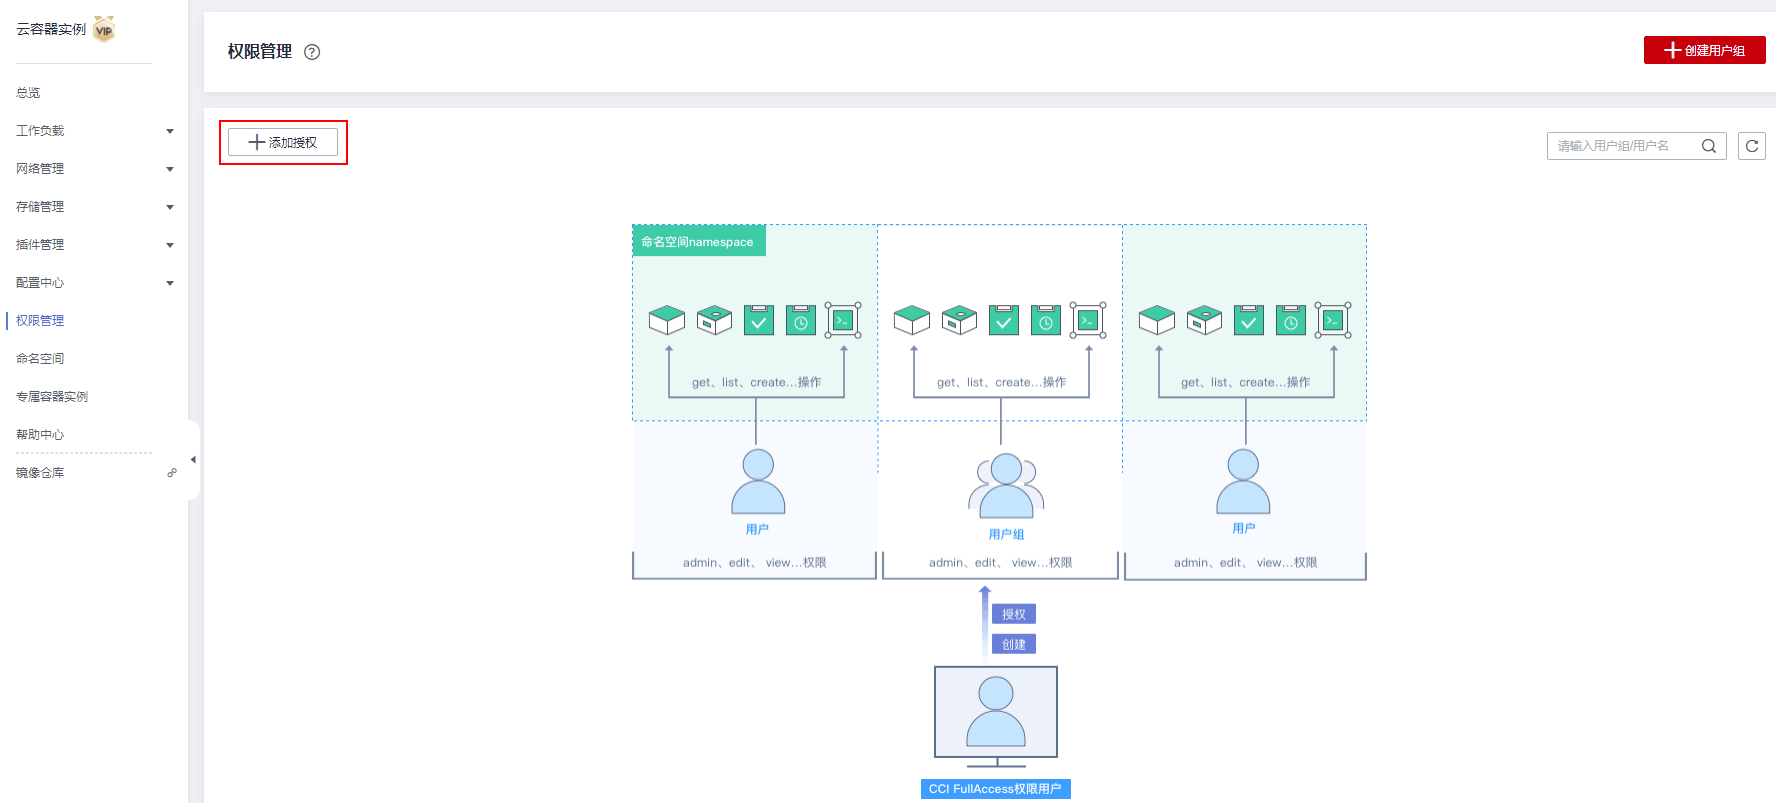 云容器实例 VIP
总览
工作负载
网络管理
存储管理
插件管理
配置中心
权限管理
命名空间
专属容器实例
帮助中心
镜像仓库
权限管理 ?
创建用户组
添加授权
请输入用户组/用户名
命名空间namespace
get、list、create...操作
get、list、create...操作
get、list、create...操作
用户
用户组
用户
admin、edit、 view...权限
admin、edit、 view...权限
admin、edit、 view...权限
授权
创建
CCI FullAccess权限用户